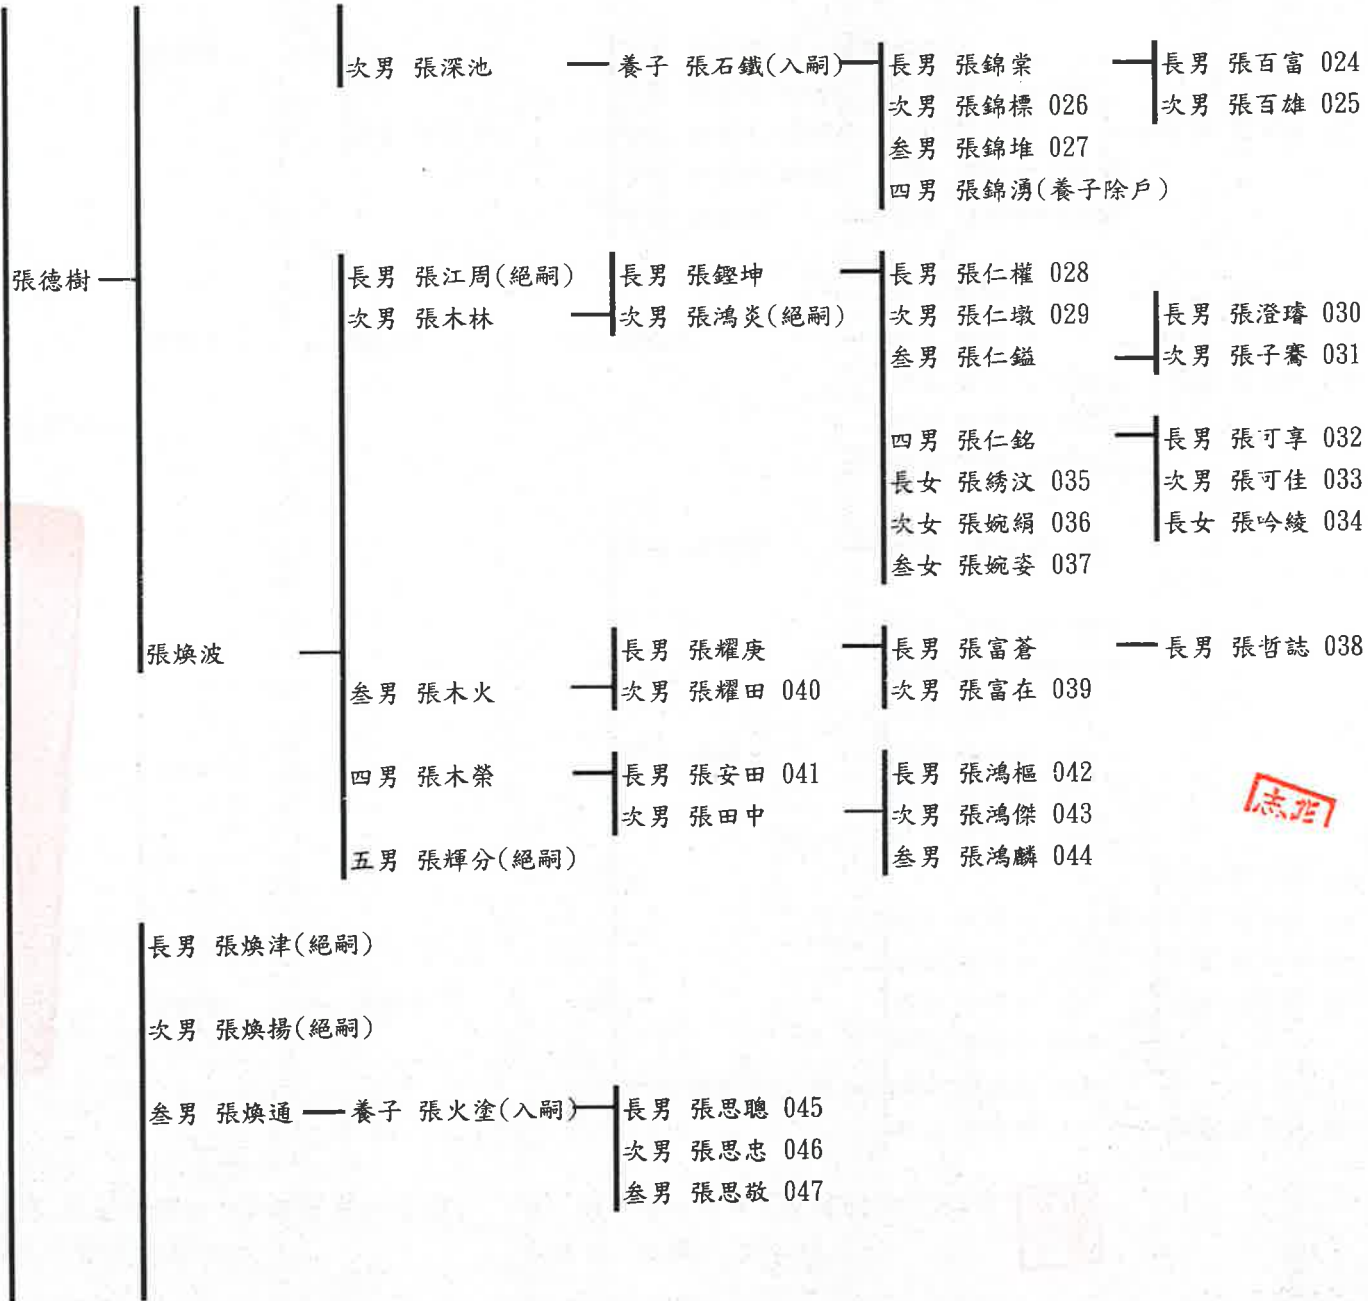 次男 張深池 養子 張石鐵(入嗣) 長男 張錦棠 長男 張百富 024
次男 張錦標 026 次男 張百雄 025
叁男 張錦堆 027
四男 張錦湧(養子除戶)
張德樹 長男 張江周(絕嗣) 長男 張鏗坤 長男 張仁權 028
次男 張木林 次男 張鴻炎(絕嗣) 次男 張仁墩 029 長男 張澄璿 030
叁男 張仁鎰 次男 張子騫 031
四男 張仁銘 長男 張可享 032
長女 張綉汶 035 次男 張可佳 033
次女 張婉絹 036 長女 張吟綾 034
叁女 張婉姿 037
張煥波 長男 張耀庚 長男 張富蒼 長男 張哲誌 038
叁男 張木火 次男 張耀田 040 次男 張富在 039
四男 張木榮 長男 張安田 041 長男 張鴻樞 042
次男 張田中 次男 張鴻傑 043
五男 張輝分(絕嗣) 叁男 張鴻麟 044
長男 張煥津(絕嗣)
次男 張煥揚(絕嗣)
叁男 張煥通 養子 張火塗(入嗣) 長男 張思聰 045
次男 張思忠 046
叁男 張思敬 047